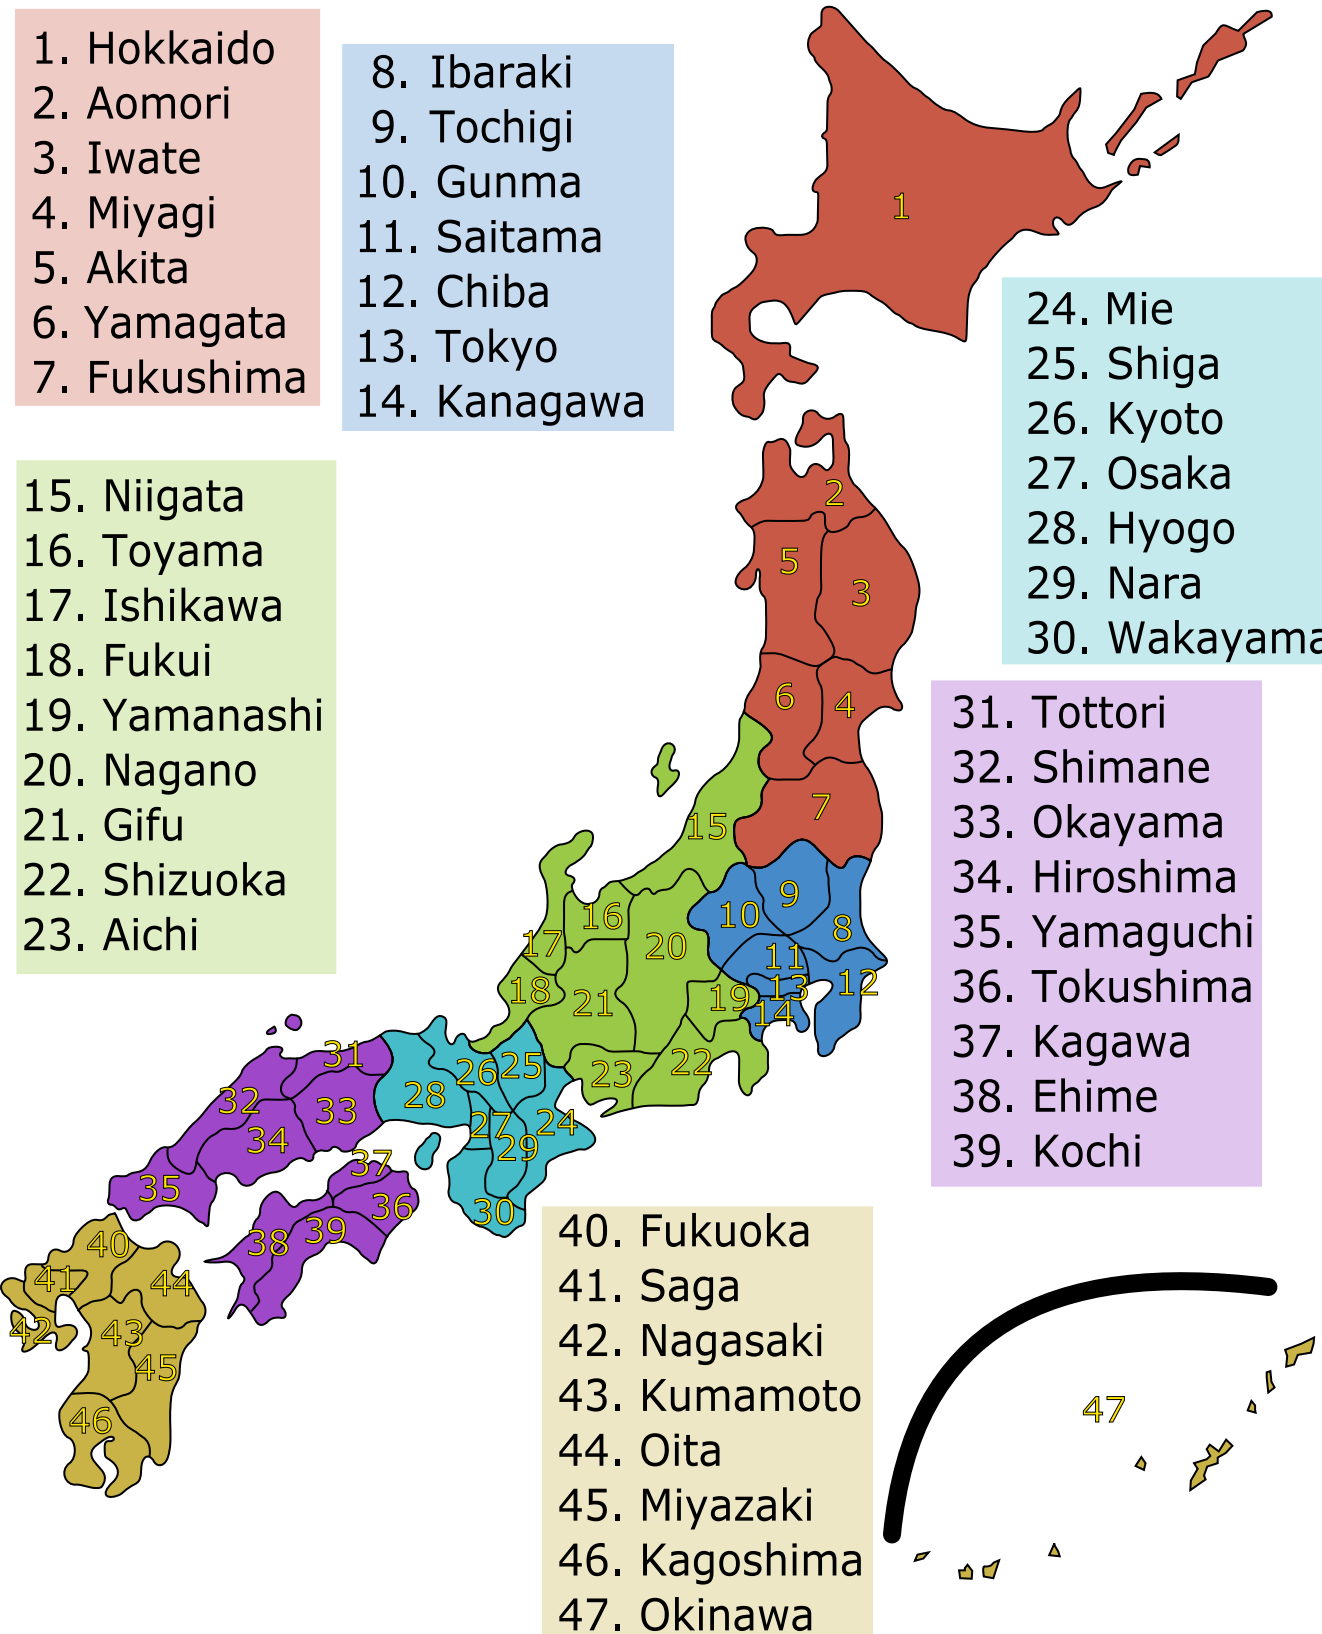 1. Hokkaido
2. Aomori
3. Iwate
4. Miyagi
5. Akita
6. Yamagata
7. Fukushima
8. Ibaraki
9. Tochigi
10. Gunma
11. Saitama
12. Chiba
13. Tokyo
14. Kanagawa
15. Niigata
16. Toyama
17. Ishikawa
18. Fukui
19. Yamanashi
20. Nagano
21. Gifu
22. Shizuoka
23. Aichi
24. Mie
25. Shiga
26. Kyoto
27. Osaka
28. Hyogo
29. Nara
30. Wakayama
31. Tottori
32. Shimane
33. Okayama
34. Hiroshima
35. Yamaguchi
36. Tokushima
37. Kagawa
38. Ehime
39. Kochi
40. Fukuoka
41. Saga
42. Nagasaki
43. Kumamoto
44. Oita
45. Miyazaki
46. Kagoshima
47. Okinawa
1
2
5
3
6
4
7
15
9
10
16
8
17
20
11
18
21
19
13
12
14
31
26
25
23
22
28
32
33
27
24
34
29
37
35
36
30
39
38
40
41
44
42
43
45
46
47